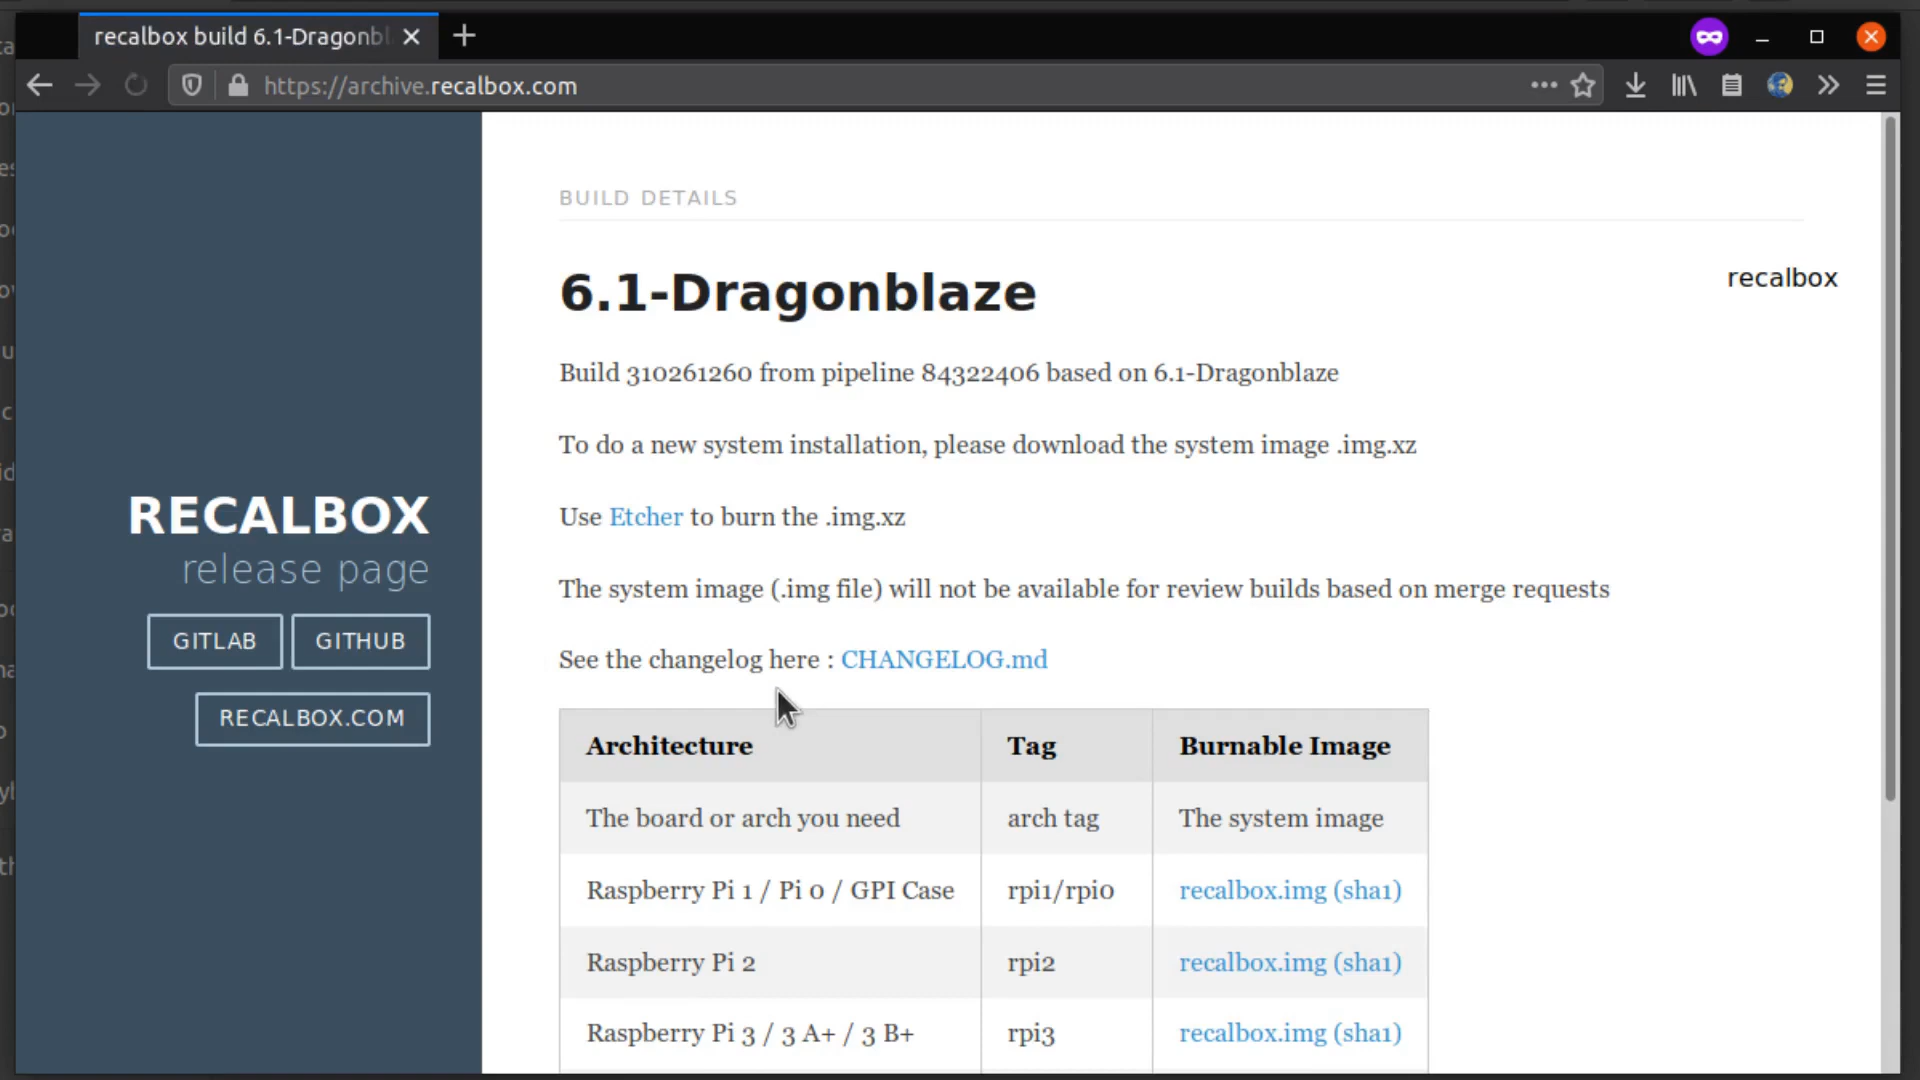 recalbox build 6.1-Dragonbl
https://archive.recalbox.com
RECALBOX
release page
GITLAB
GITHUB
RECALBOX.COM
BUILD DETAILS
6.1-Dragonblaze
recalbox
Build 310261260 from pipeline 84322406 based on 6.1-Dragonblaze
To do a new system installation, please download the system image .img.xz
Use Etcher to burn the .img.xz
The system image (.img file) will not be available for review builds based on merge requests
See the changelog here : CHANGELOG.md
Architecture Tag Burnable Image
The board or arch you need arch tag The system image
Raspberry Pi 1 / Pi 0 / GPI Case rpi1/rpi0 recalbox.img (sha1)
Raspberry Pi 2 rpi2 recalbox.img (sha1)
Raspberry Pi 3 / 3 A+ / 3 B+ rpi3 recalbox.img (sha1)